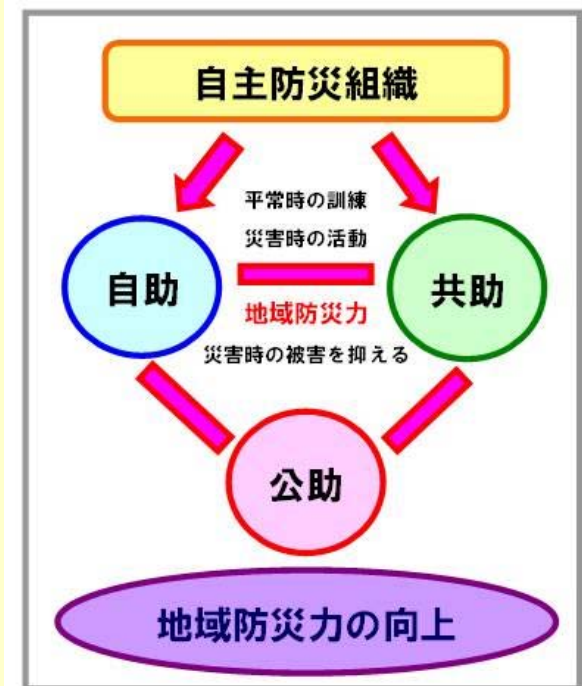 自主防災組織
平常時の訓練
災害時の活動
自助
共助
地域防災力
災害時の被害を抑える
公助
地域防災力の向上